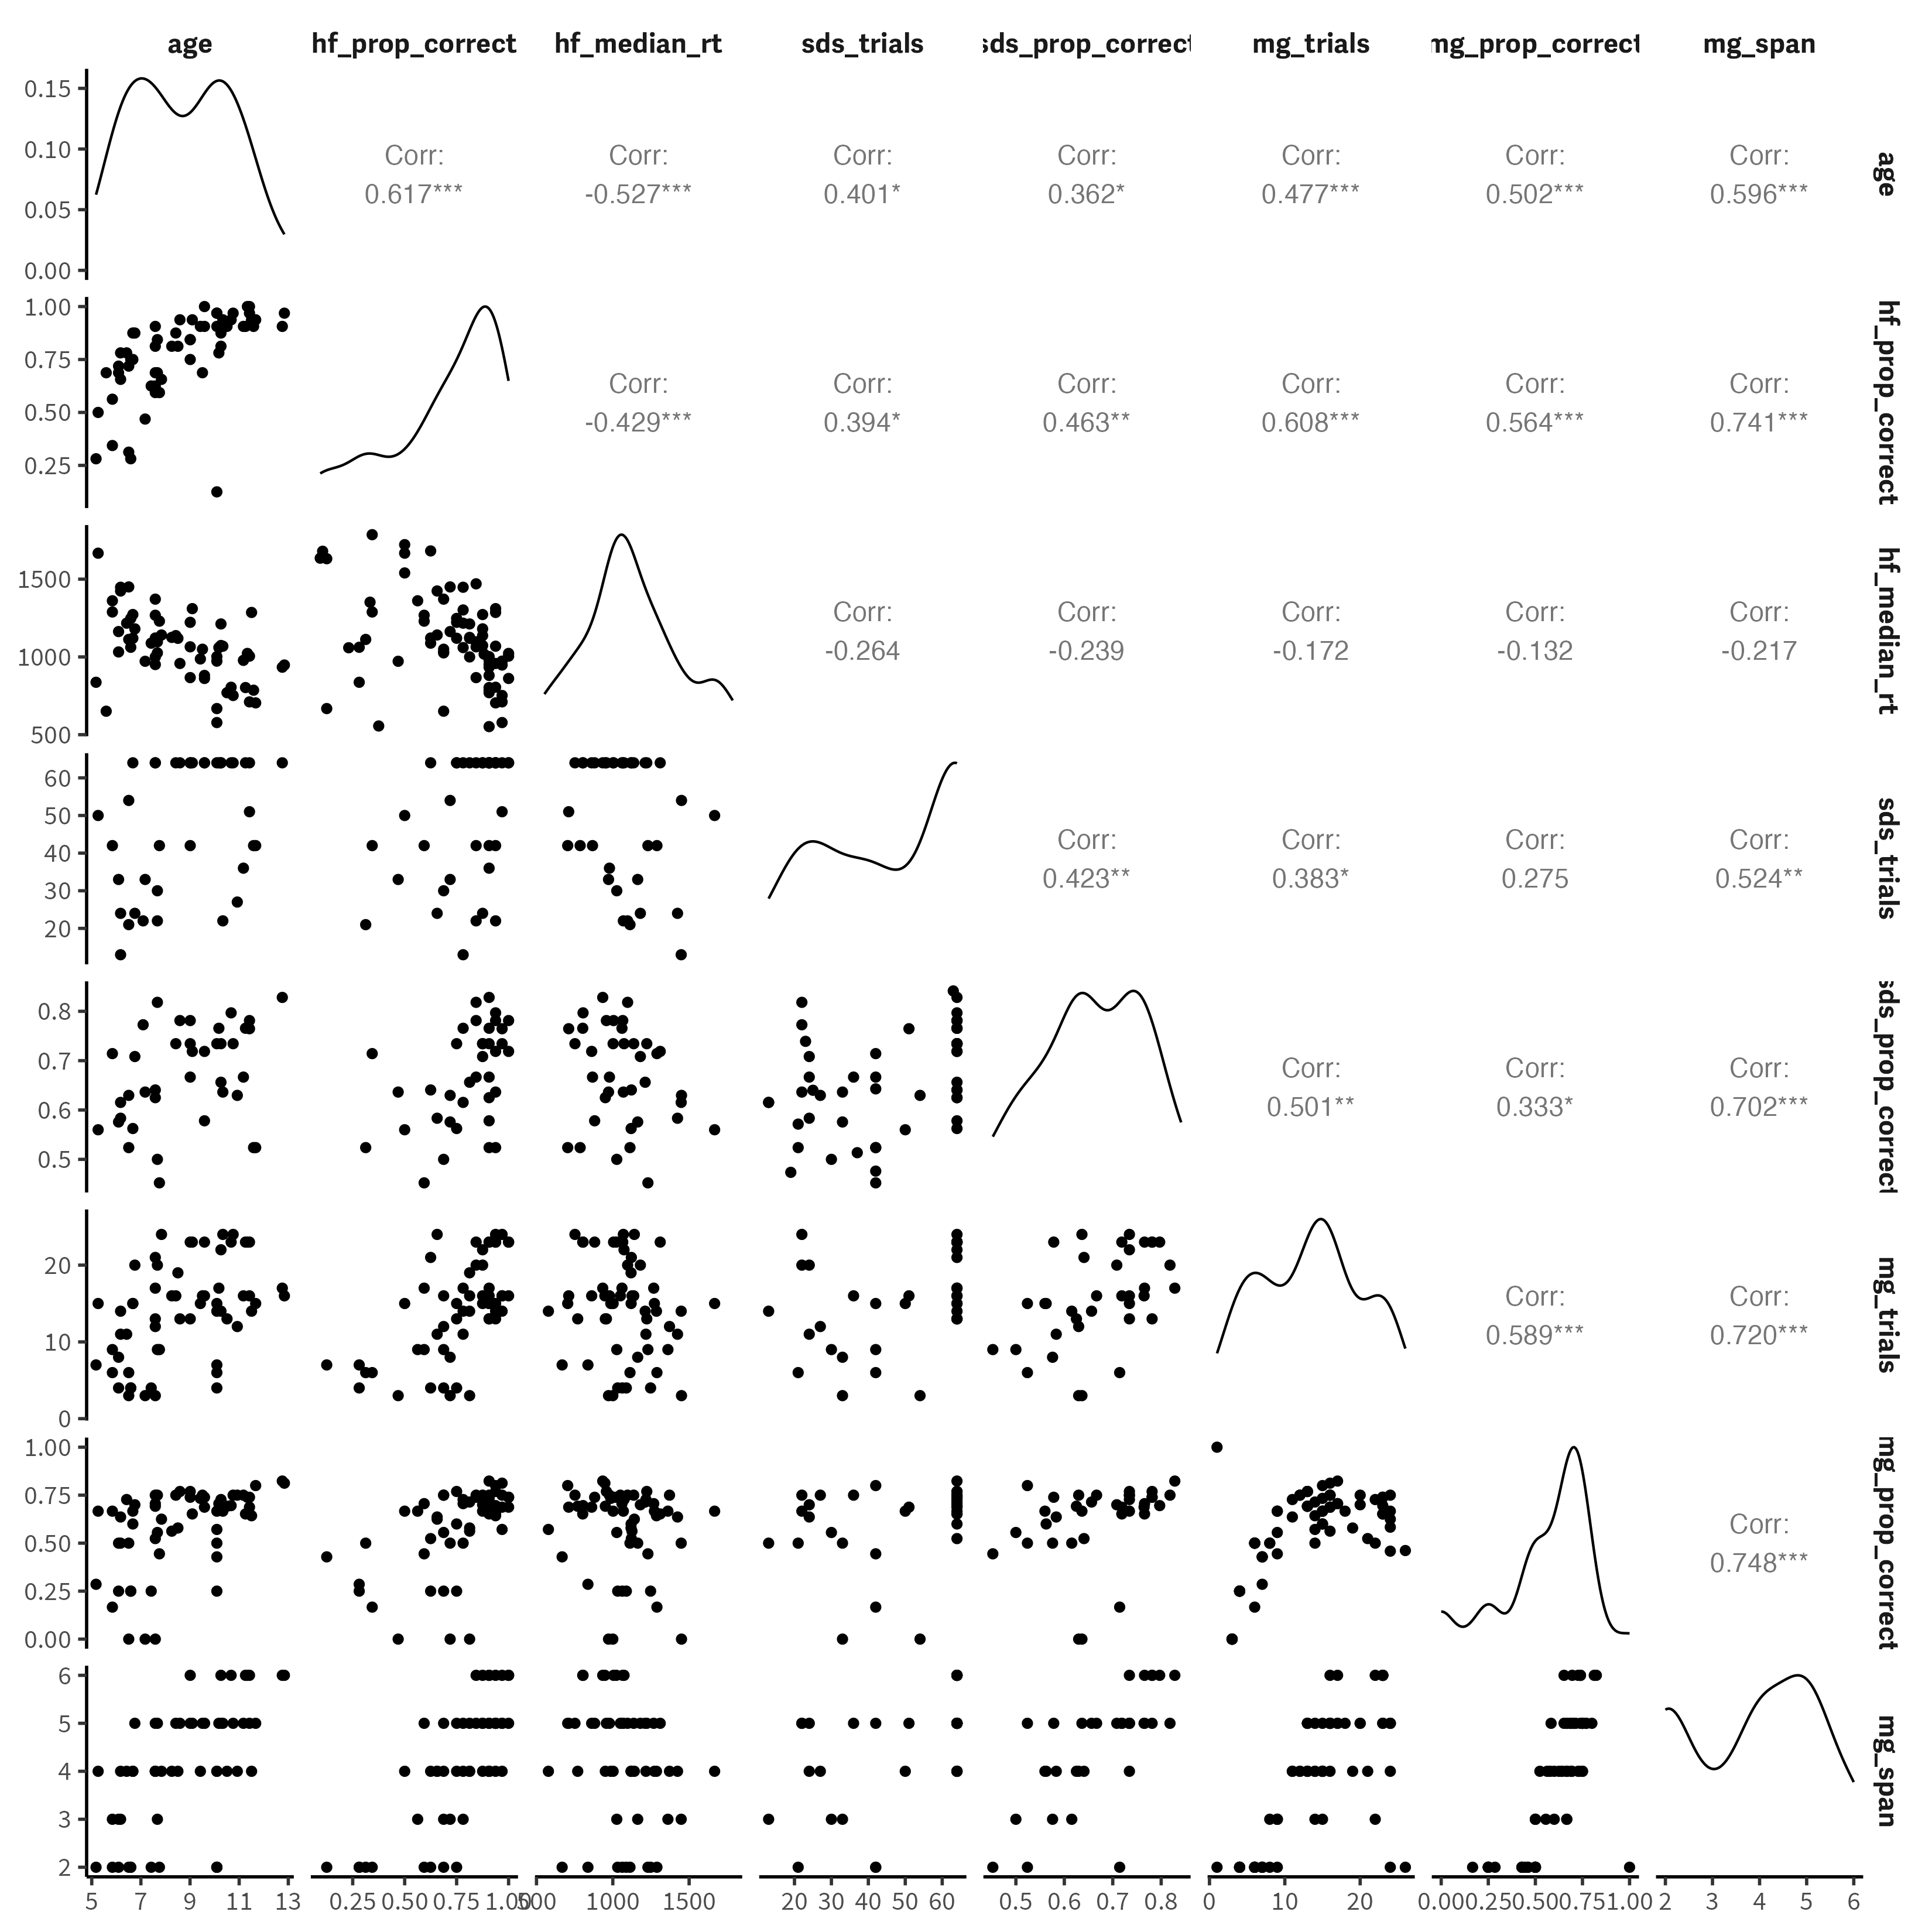 age hf_prop_correct hf_median_rt sds_trials sds_prop_correct mg_trials mg_prop_correct mg_span
0.15
0.10
0.05
0.00
Corr: Corr: Corr: Corr: Corr: Corr: Corr:
0.617*** -0.527*** 0.401* 0.362* 0.477*** 0.502*** 0.596***
age
1.00
0.75
0.50
0.25
Corr: Corr: Corr: Corr: Corr: Corr:
-0.429*** 0.394* 0.463** 0.608*** 0.564*** 0.741***
hf_prop_correct
1500
1000
500
Corr: Corr: Corr: Corr: Corr:
-0.264 -0.239 -0.172 -0.132 -0.217
hf_median_rt
60
50
40
30
20
Corr: Corr: Corr: Corr:
0.423** 0.383* 0.275 0.524**
sds_trials
0.8
0.7
0.6
0.5
Corr: Corr: Corr:
0.501** 0.333* 0.702***
sds_prop_correct
20
10
0
Corr: Corr:
0.589*** 0.720***
mg_trials
1.00
0.75
0.50
0.25
0.00
Corr:
0.748***
mg_prop_correct
6
5
4
3
2
mg_span
5 7 9 11 13 0.25 0.50 0.75 1.00 500 1000 1500 20 30 40 50 60 0.5 0.6 0.7 0.8 0 10 20 0.00 0.25 0.50 0.75 1.00 2 3 4 5 6